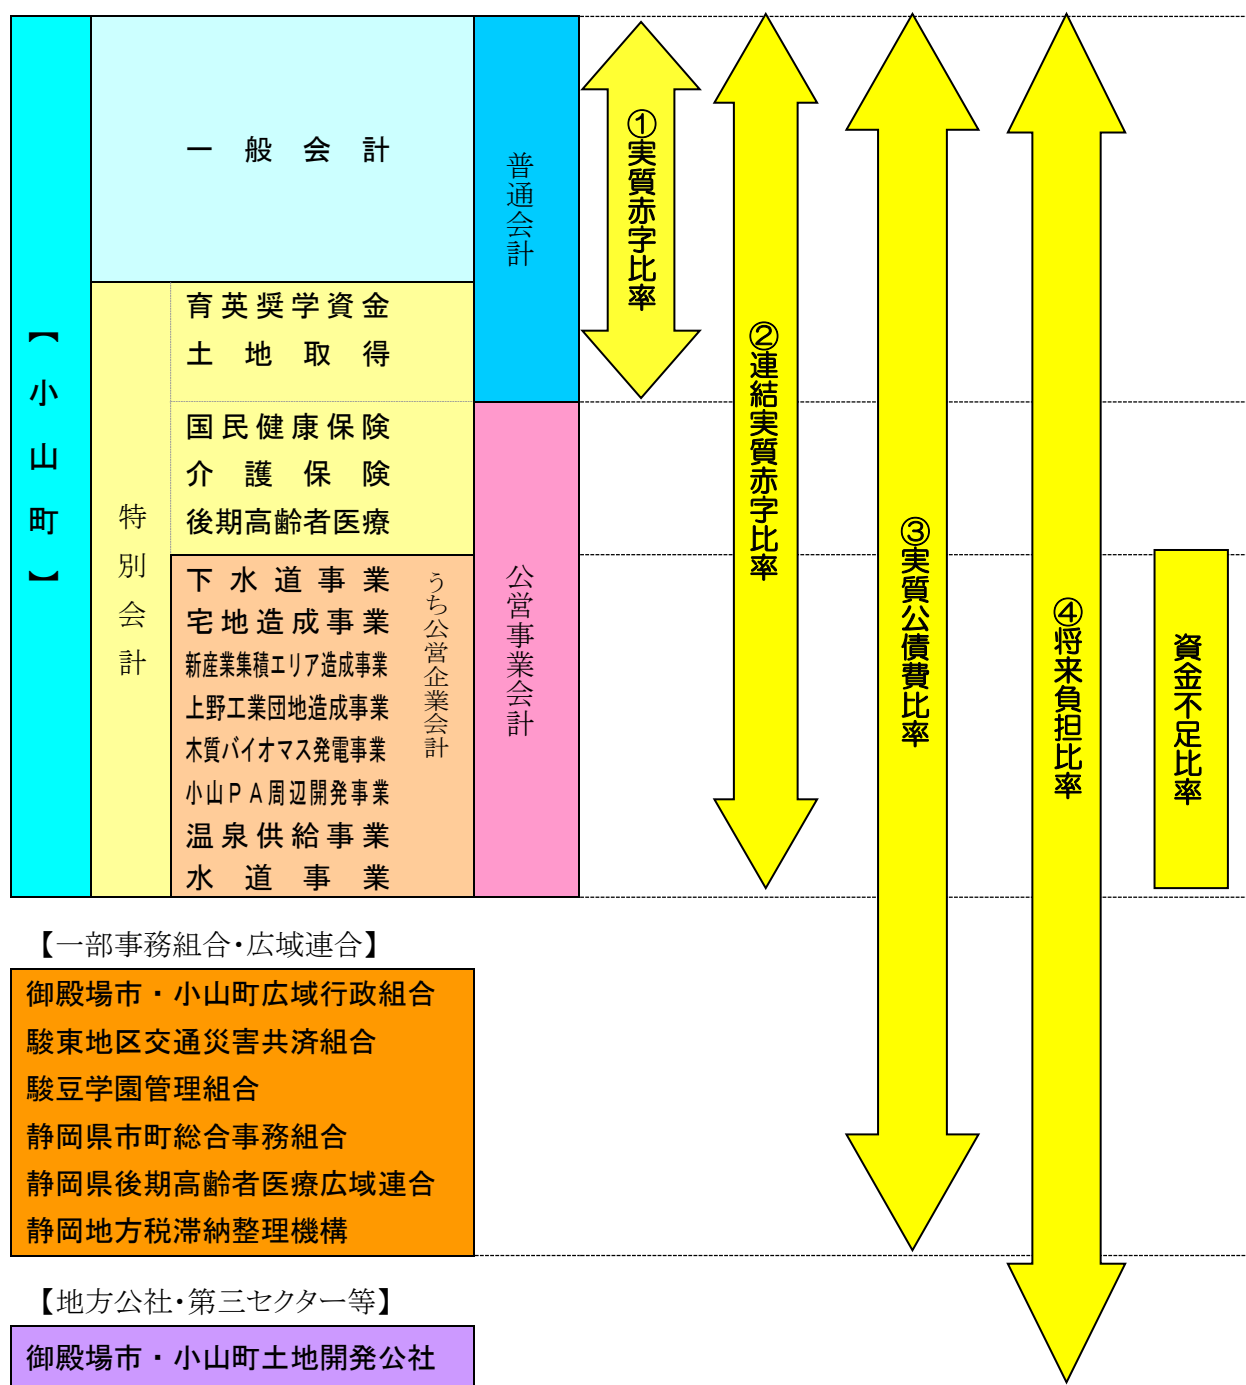 【小山町】
一般会計
特別会計
育英奨学資金
土地取得
国民健康保険
介護保険
後期高齢者医療
下水道事業
宅地造成事業
新産業集積エリア造成事業
上野工業団地造成事業
木質バイオマス発電事業
小山ＰＡ周辺開発事業
温泉供給事業
水道事業
うち公営企業会計
普通会計
公営事業会計
①実質赤字比率
②連結実質赤字比率
③実質公債費比率
④将来負担比率
資金不足比率
【一部事務組合・広域連合】
御殿場市・小山町広域行政組合
駿東地区交通災害共済組合
駿豆学園管理組合
静岡県市町総合事務組合
静岡県後期高齢者医療広域連合
静岡地方税滞納整理機構
【地方公社・第三セクター等】
御殿場市・小山町土地開発公社